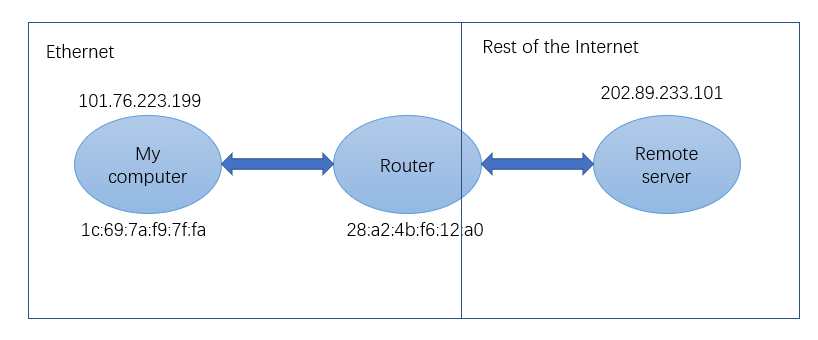 Ethernet
Rest of the Internet
101.76.223.199
202.89.233.101
My
computer
Router
Remote
server
1c:69:7a:f9:7f:fa
28:a2:4b:f6:12:a0